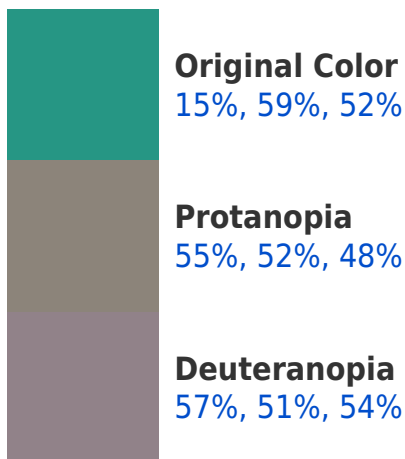 Original Color
15%, 59%, 52%
Protanopia
55%, 52%, 48%
Deuteranopia
57%, 51%, 54%